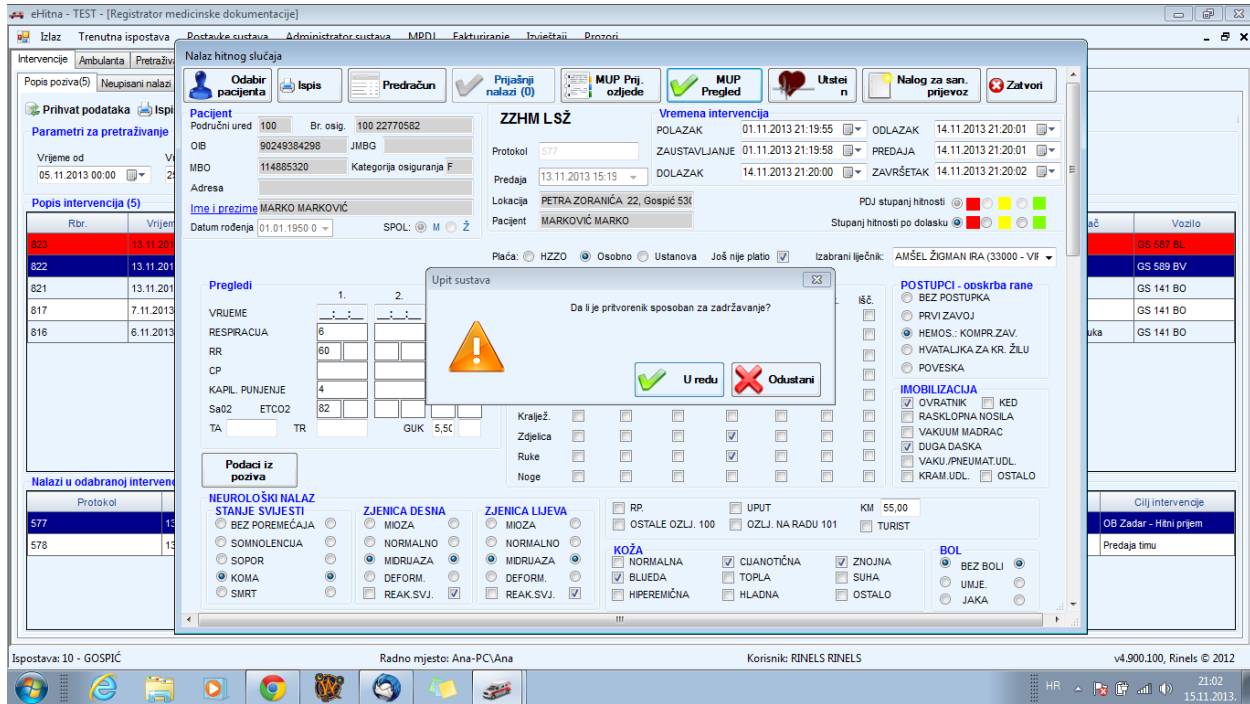 eHitna - TEST - [Registrator medicinske dokumentacije]
Izlaz Trenutna ispostava Postavke sustava Administrator sustava MPDJ Fakturiranje Izvještaji Prozori
Intervencije Ambulanta
Popis poziva(5) Neupisani nalazi
Prihvat podataka
Parametri za pretraživanje
Vrijeme od
05.11.2013 00:00
Popis intervencija (5)
Rbr.
Vozilo
823 GS 587 BL
822 GS 589 BV
821 GS 141 BO
817 7.11.2013 GS 141 BO
816 6.11.2013 GS 141 BO
Nalazi u odabranoj
Protokol
Cilj intervencije
577 OB Zadar - Hitni prijem
578 Predaja timu
Nalaz hitnog slučaja
Odabir pacijenta
Ispis
Predračun
Prijašnji nalazi (0)
MUP Prij. ozljede
MUP Pregled
Utstei n
Nalog za san. prijevoz
Zatvori
Pacijent
Područni ured 100 Br. osig. 100 22770582
OIB 90249384298 JMBG
MBO 114885320 Kategorija osiguranja F
Adresa
Ime i prezime MARKO MARKOVIĆ
Datum rođenja 01.01.1950 0 SPOL: M Ž
ZZHM LSŽ
Protokol 577
Predaja 13.11.2013 15:19
Lokacija PETRA ZORANIĆA 22, Gospić
Pacijent MARKOVIĆ MARKO
Vremena intervencija
POLAZAK 01.11.2013 21:19:55 ODLAZAK 14.11.2013 21:20:01
ZAUSTAVLJANJE 01.11.2013 21:19:58 PREDAJA 14.11.2013 21:20:01
DOLAZAK 14.11.2013 21:20:00 ZAVRŠETAK 14.11.2013 21:20:02
PDJ stupanj hitnosti
Stupanj hitnosti po dolasku
Plaća: HZZO Osobno Ustanova Još nije platio Izabrani liječnik: AMŠEL ŽIGMAN IRA (33000 -
Pregledi
1. 2.
VRIJEME __:__ __:__
RESPIRACIJA 6
RR 60
CP
KAPIL. PUNJENJE 4
Sa02 ETCO2 82
TA TR GUK 5,50
Podaci iz poziva
Upit sustava
Da li je pritvorenik sposoban za zadržavanje?
U redu
Odustani
Išč.
Kraljež.
Zdjelica
Ruke
Noge
POSTUPCI - opskrba rane
BEZ POSTUPKA
PRVI ZAVOJ
HEMOS.: KOMPR.ZAV.
HVATALJKA ZA KR. ŽILU
POVESKA
IMOBILIZACIJA
OVRATNIK KED
RASKLOPNA NOSILA
VAKUUM MADRAC
DUGA DASKA
VAKU./PNEUMAT.UDL.
KRAM.UDL. OSTALO
NEUROLOŠKI NALAZ
STANJE SVIJESTI
BEZ POREMEĆAJA
SOMNOLENCIJA
SOPOR
KOMA
SMRT
ZJENICA DESNA
MIOZA
NORMALNO
MIDRIJAZA
DEFORM.
REAK.SVJ.
ZJENICA LIJEVA
MIOZA
NORMALNO
MIDRIJAZA
DEFORM.
REAK.SVJ.
RP. UPUT KM 55,00
OSTALE OZLJ. 100 OZLJ. NA RADU 101 TURIST
KOŽA
NORMALNA CIJANOTIČNA ZNOJNA
BLIJEDA TOPLA SUHA
HIPEREMIČNA HLADNA OSTALO
BOL
BEZ BOLI
UMJE.
JAKA
Ispostava: 10 - GOSPIĆ Radno mjesto: Ana-PC\Ana Korisnik: RINELS RINELS v4.900.100, Rinels © 2012
HR
21:02
15.11.2013.